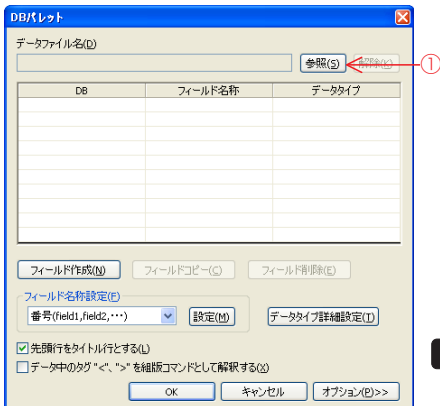 DBパレット
データファイル名(D)
参照(S) 解除(K) ①
DB フィールド名称 データタイプ
フィールド作成(N) フィールドコピー(C) フィールド削除(E)
フィールド名称設定(F)
番号(field1,field2,･･･) 設定(M) データタイプ詳細設定(T)
先頭行をタイトル行とする(L)
データ中のタグ "<", ">" を組版コマンドとして解釈する(X)
OK キャンセル オプション(P)>>